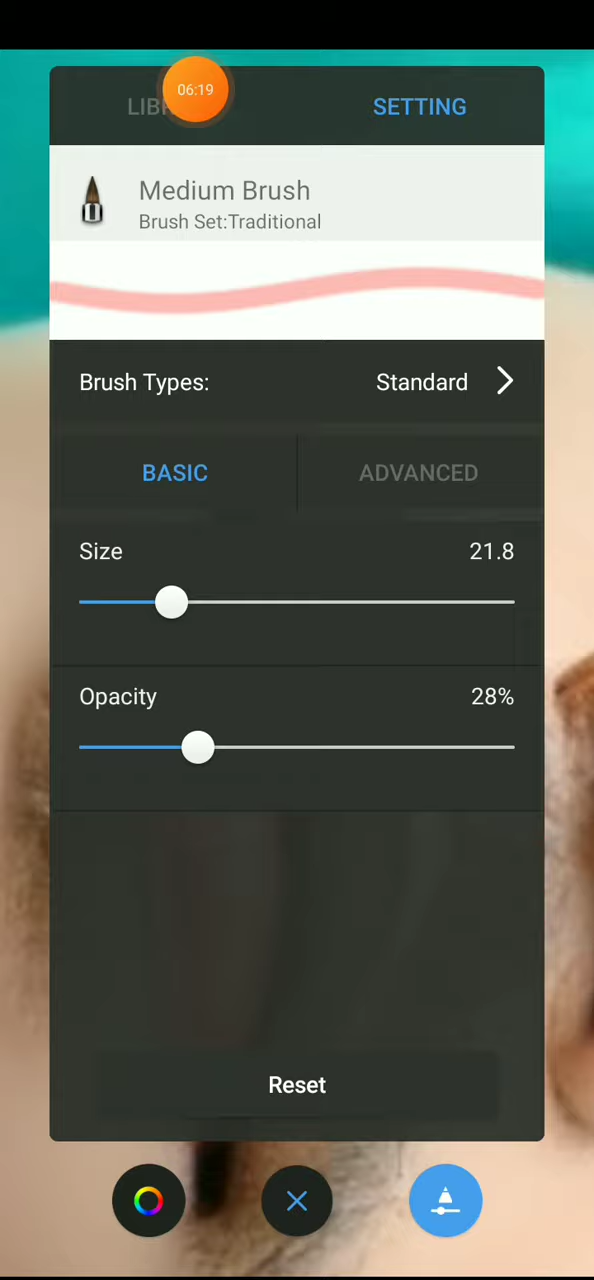 06:19
SETTING
Medium Brush
Brush Set:Traditional
Brush Types: Standard
BASIC ADVANCED
Size 21.8
Opacity 28%
Reset